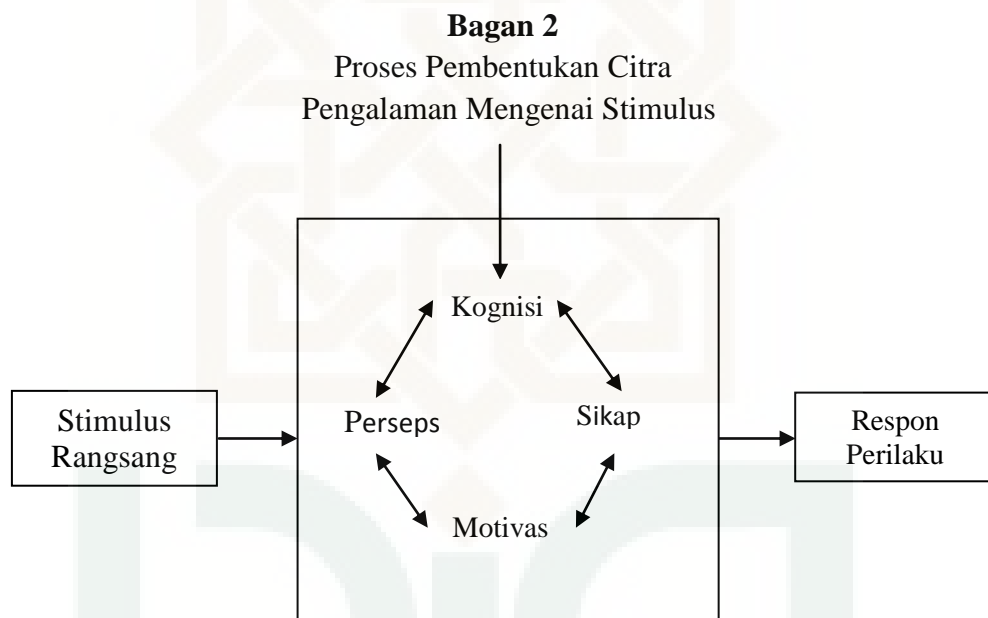 Bagan 2
Proses Pembentukan Citra
Pengalaman Mengenai Stimulus
Kognisi
Stimulus
Rangsang
Perseps
Sikap
Respon
Perilaku
Motivas